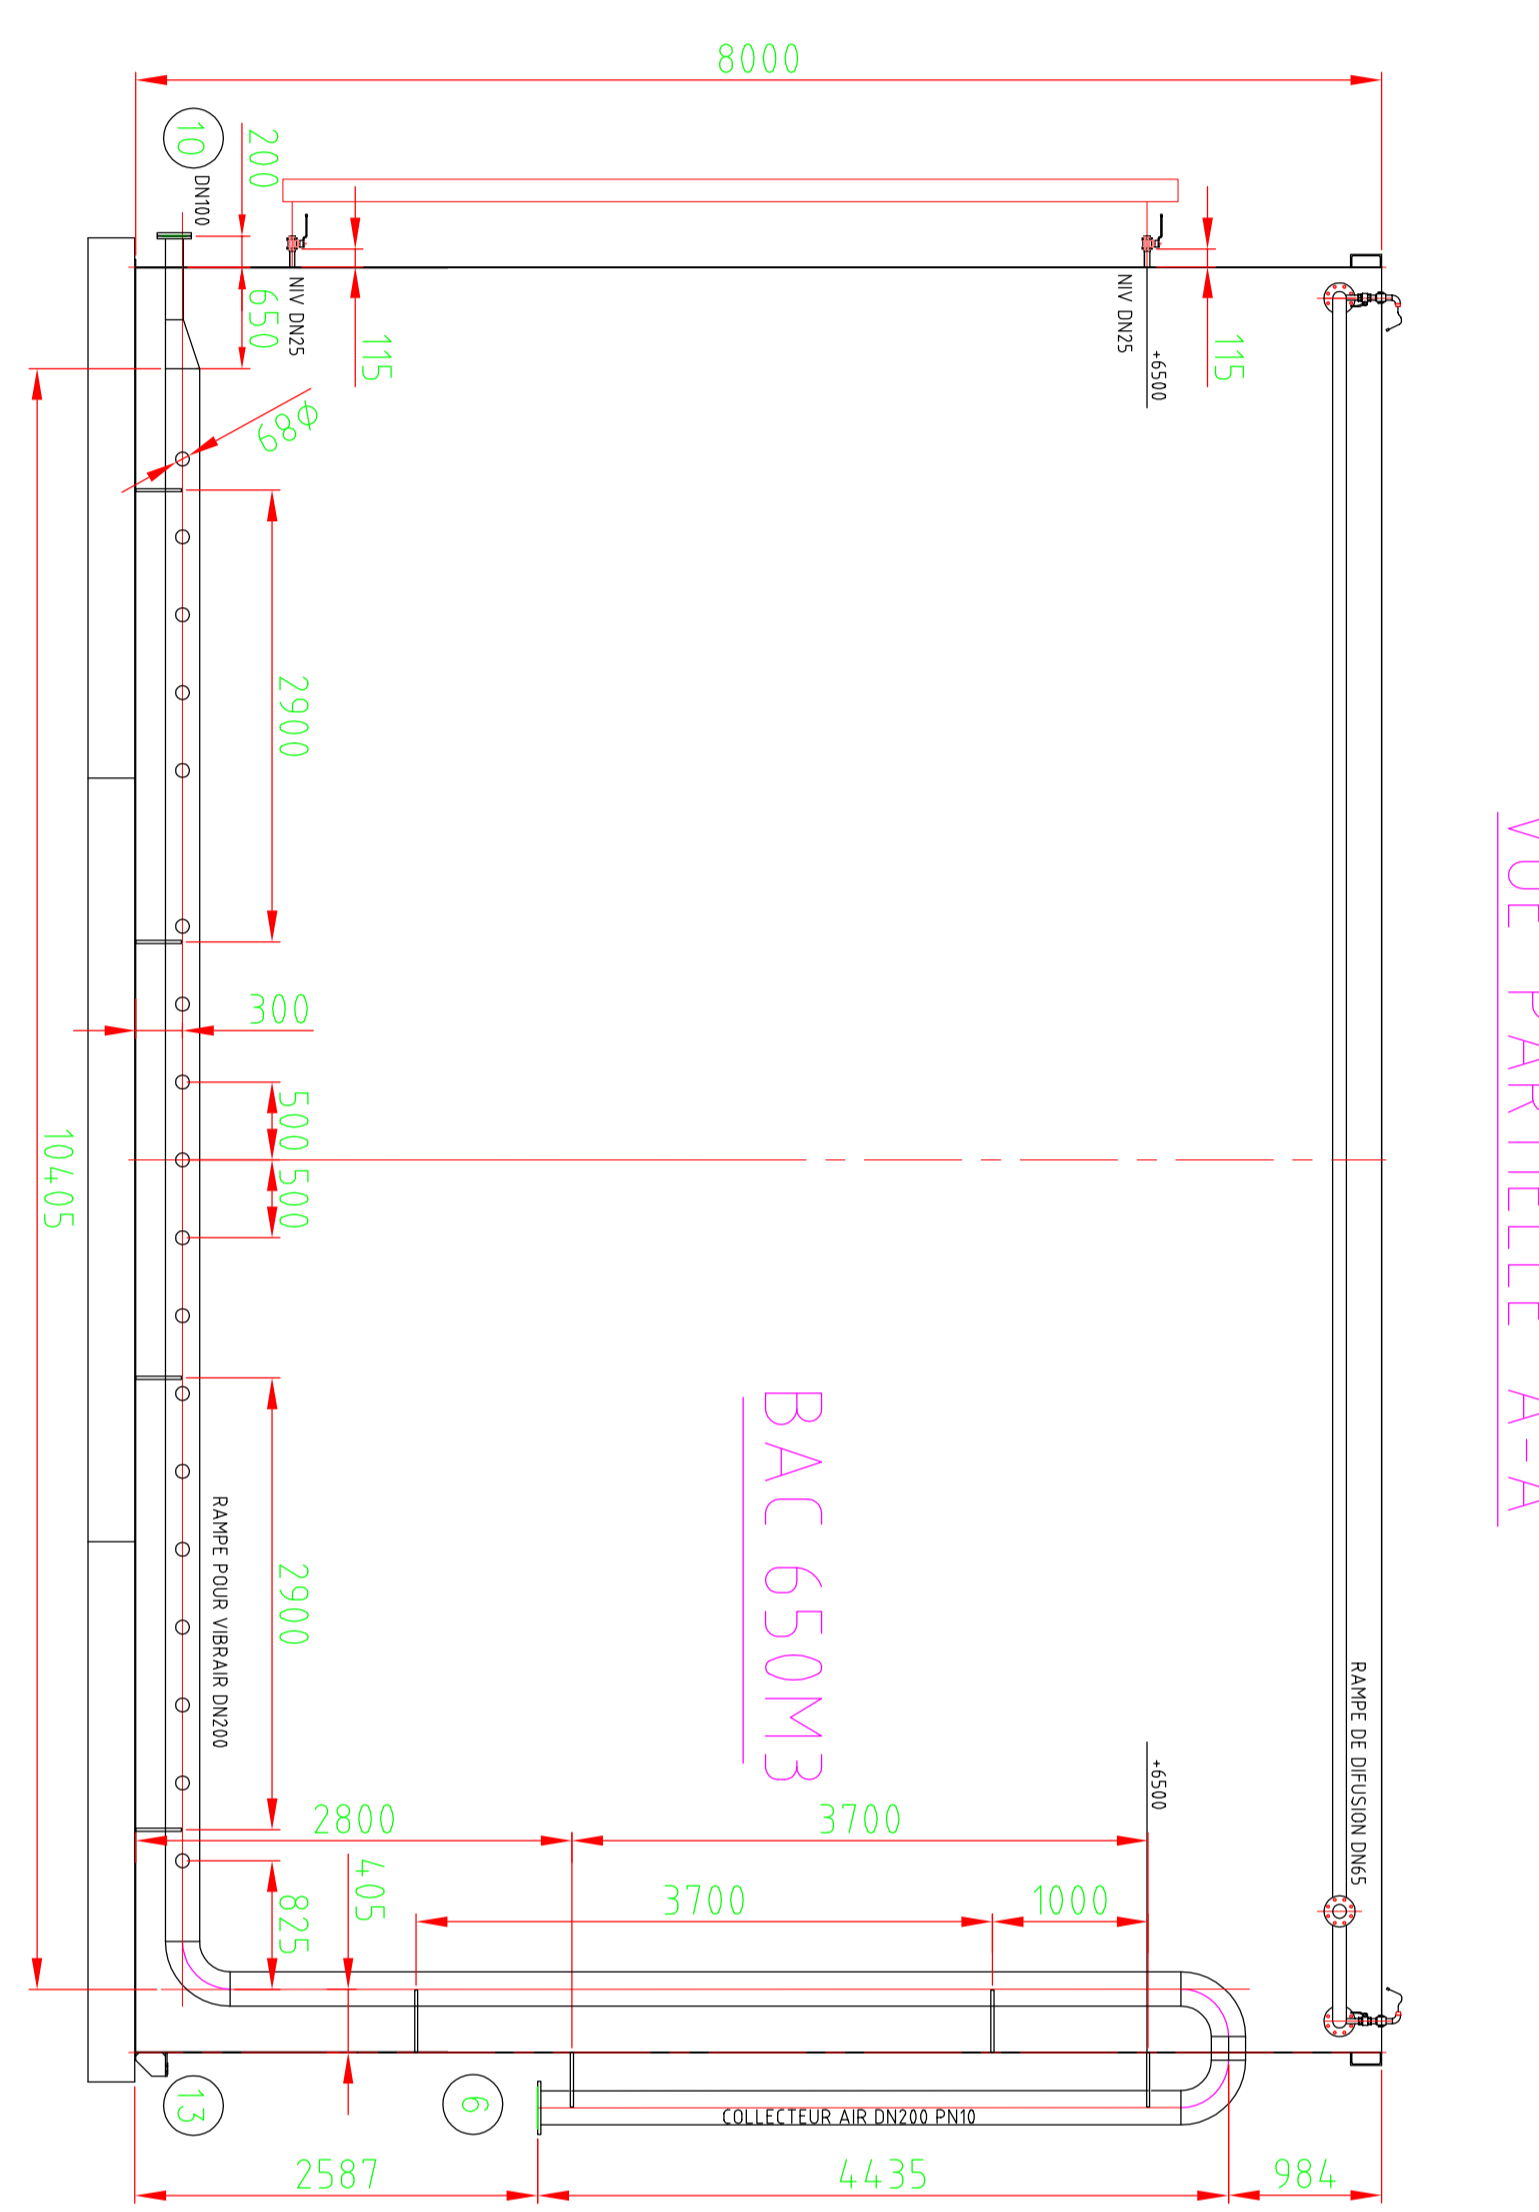 VUE PARTIELLE A-A
8000
10
DN100
200
650
115
115
NIV DN25
NIV DN25
+6500
Φ89
2900
300
500
500
10405
2900
RAMPE POUR VIBRAIR DN200
BAC 650M3
RAMPE DE DIFUSION DN65
+6500
2800
3700
405
3700
1000
825
13
6
COLLECTEUR AIR DN200 PN10
2587
4435
984